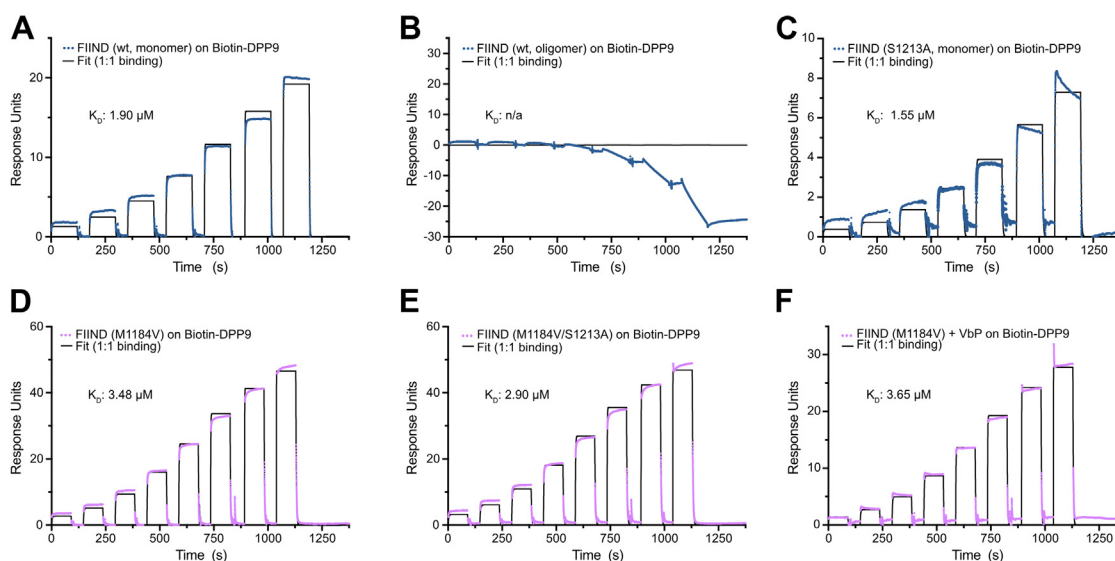 A
FIIND (wt, monomer) on Biotin-DPP9
Fit (1:1 binding)
K_D: 1.90 µM
Response Units
20
10
0
0 250 500 750 1000 1250
Time (s)
B
FIIND (wt, oligomer) on Biotin-DPP9
Fit (1:1 binding)
K_D: n/a
Response Units
35
30
20
10
0
-10
-20
-30
0 250 500 750 1000 1250
Time (s)
C
FIIND (S1213A, monomer) on Biotin-DPP9
Fit (1:1 binding)
K_D: 1.55 µM
Response Units
8
6
4
2
0
0 250 500 750 1000 1250
Time (s)
D
FIIND (M1184V) on Biotin-DPP9
Fit (1:1 binding)
K_D: 3.48 µM
Response Units
60
40
20
0
0 250 500 750 1000 1250
Time (s)
E
FIIND (M1184V/S1213A) on Biotin-DPP9
Fit (1:1 binding)
K_D: 2.90 µM
Response Units
60
40
20
0
0 250 500 750 1000 1250
Time (s)
F
FIIND (M1184V) + VbP on Biotin-DPP9
Fit (1:1 binding)
K_D: 3.65 µM
Response Units
30
20
10
0
0 250 500 750 1000 1250
Time (s)